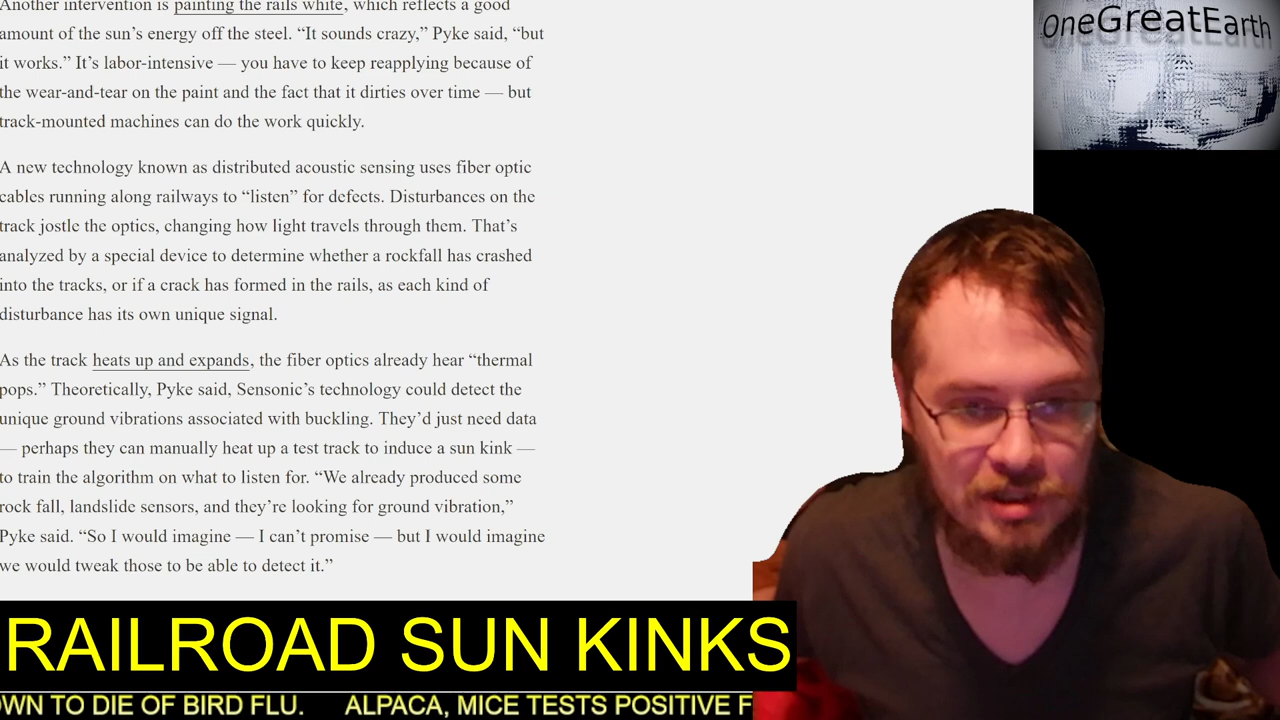 Another intervention is painting the rails white, which reflects a good
amount of the sun’s energy off the steel. “It sounds crazy,” Pyke said, “but
it works.” It’s labor-intensive — you have to keep reapplying because of
the wear-and-tear on the paint and the fact that it dirties over time — but
track-mounted machines can do the work quickly.
A new technology known as distributed acoustic sensing uses fiber optic
cables running along railways to “listen” for defects. Disturbances on the
track jostle the optics, changing how light travels through them. That’s
analyzed by a special device to determine whether a rockfall has crashed
into the tracks, or if a crack has formed in the rails, as each kind of
disturbance has its own unique signal.
As the track heats up and expands, the fiber optics already hear “thermal
pops.” Theoretically, Pyke said, Sensonic’s technology could detect the
unique ground vibrations associated with buckling. They’d just need data
— perhaps they can manually heat up a test track to induce a sun kink —
to train the algorithm on what to listen for. “We already produced some
rock fall, landslide sensors, and they’re looking for ground vibration,”
Pyke said. “So I would imagine — I can’t promise — but I would imagine
we would tweak those to be able to detect it.”
OneGreatEarth
RAILROAD SUN KINKS
OWN TO DIE OF BIRD FLU. ALPACA, MICE TESTS POSITIVE F